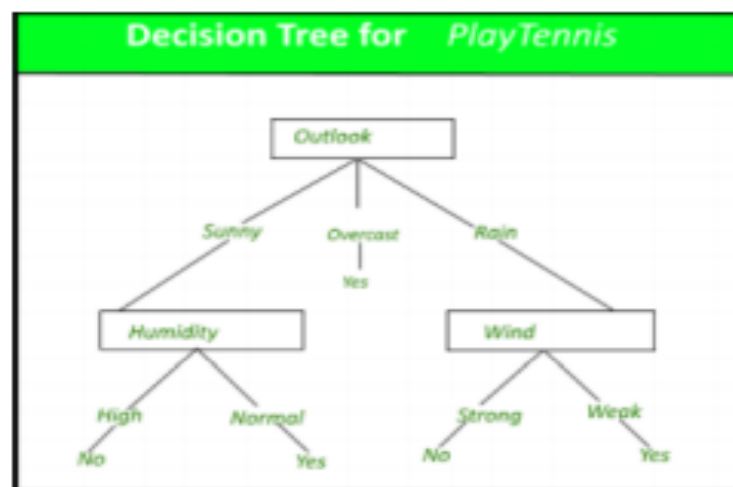 Decision Tree for PlayTennis
Outlook
Sunny Overcast Rain
Yes
Humidity Wind
High Normal Strong Weak
No Yes No Yes